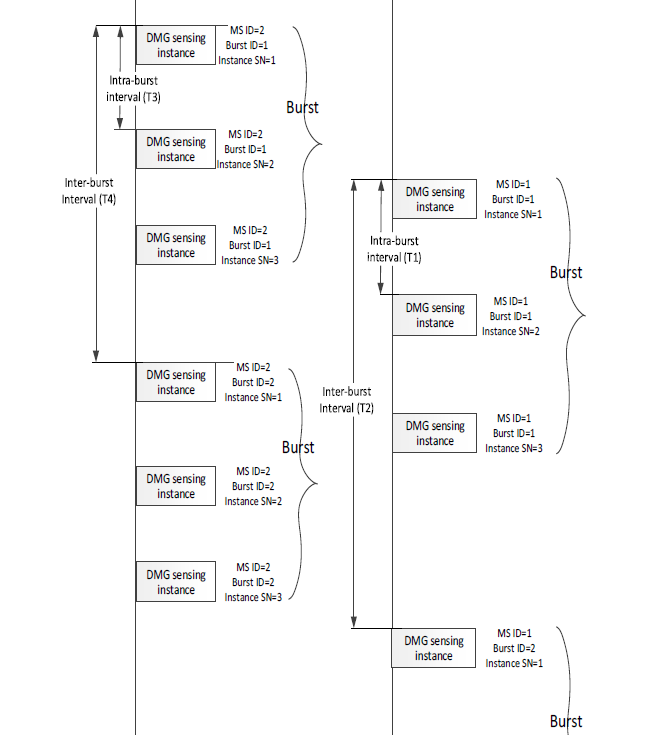 DMG sensing
instance
MS ID=2
Burst ID=1
Instance SN=1
Intra-burst
interval (T3)
Burst
DMG sensing
instance
MS ID=2
Burst ID=1
Instance SN=2
Inter-burst
Interval (T4)
DMG sensing
instance
MS ID=2
Burst ID=1
Instance SN=3
DMG sensing
instance
MS ID=2
Burst ID=2
Instance SN=1
Burst
DMG sensing
instance
MS ID=2
Burst ID=2
Instance SN=2
DMG sensing
instance
MS ID=2
Burst ID=2
Instance SN=3
DMG sensing
instance
MS ID=1
Burst ID=1
Instance SN=1
Intra-burst
interval (T1)
Burst
DMG sensing
instance
MS ID=1
Burst ID=1
Instance SN=2
Inter-burst
Interval (T2)
DMG sensing
instance
MS ID=1
Burst ID=1
Instance SN=3
DMG sensing
instance
MS ID=1
Burst ID=2
Instance SN=1
Burst